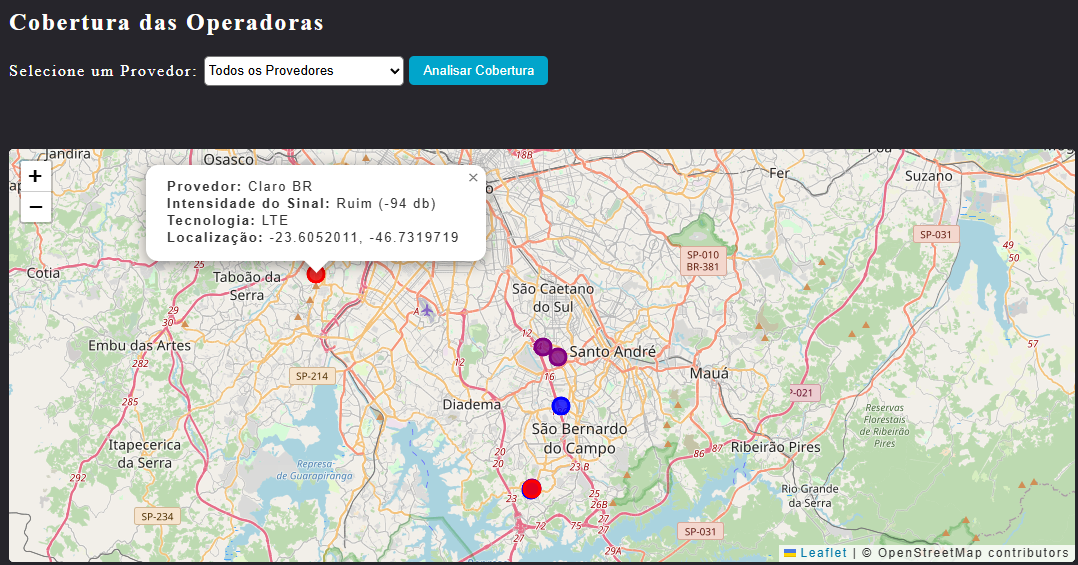 Cobertura das Operadoras
Selecione um Provedor: Todos os Provedores Analisar Cobertura
Jandira
Osasco
18B
Fer
Suzano
+
−
×
Provedor: Claro BR
Intensidade do Sinal: Ruim (-94 db)
Tecnologia: LTE
Localização: -23.6052011, -46.7319719
SP-031
SP-010
BR-381
50
49
Cotia
25
Taboão da
Serra
São Caetano
do Sul
29
30
A
12
12
27
57
Embu das Artes
282
Santo André
16
Mauá
SP-214
P-021
Diadema
Reservas
Florestais
de Ribeirão
Pires
São Bernardo
do Campo
Itapecerica
da Serra
Ribeirão Pires
86
87
20
20
23 B
Represa
de Guarapiranga
28
23
25
26B
27
Rio Grande
da Serra
SP-234
72
75
27
SP-031
29A
Leaflet | © OpenStreetMap contributors